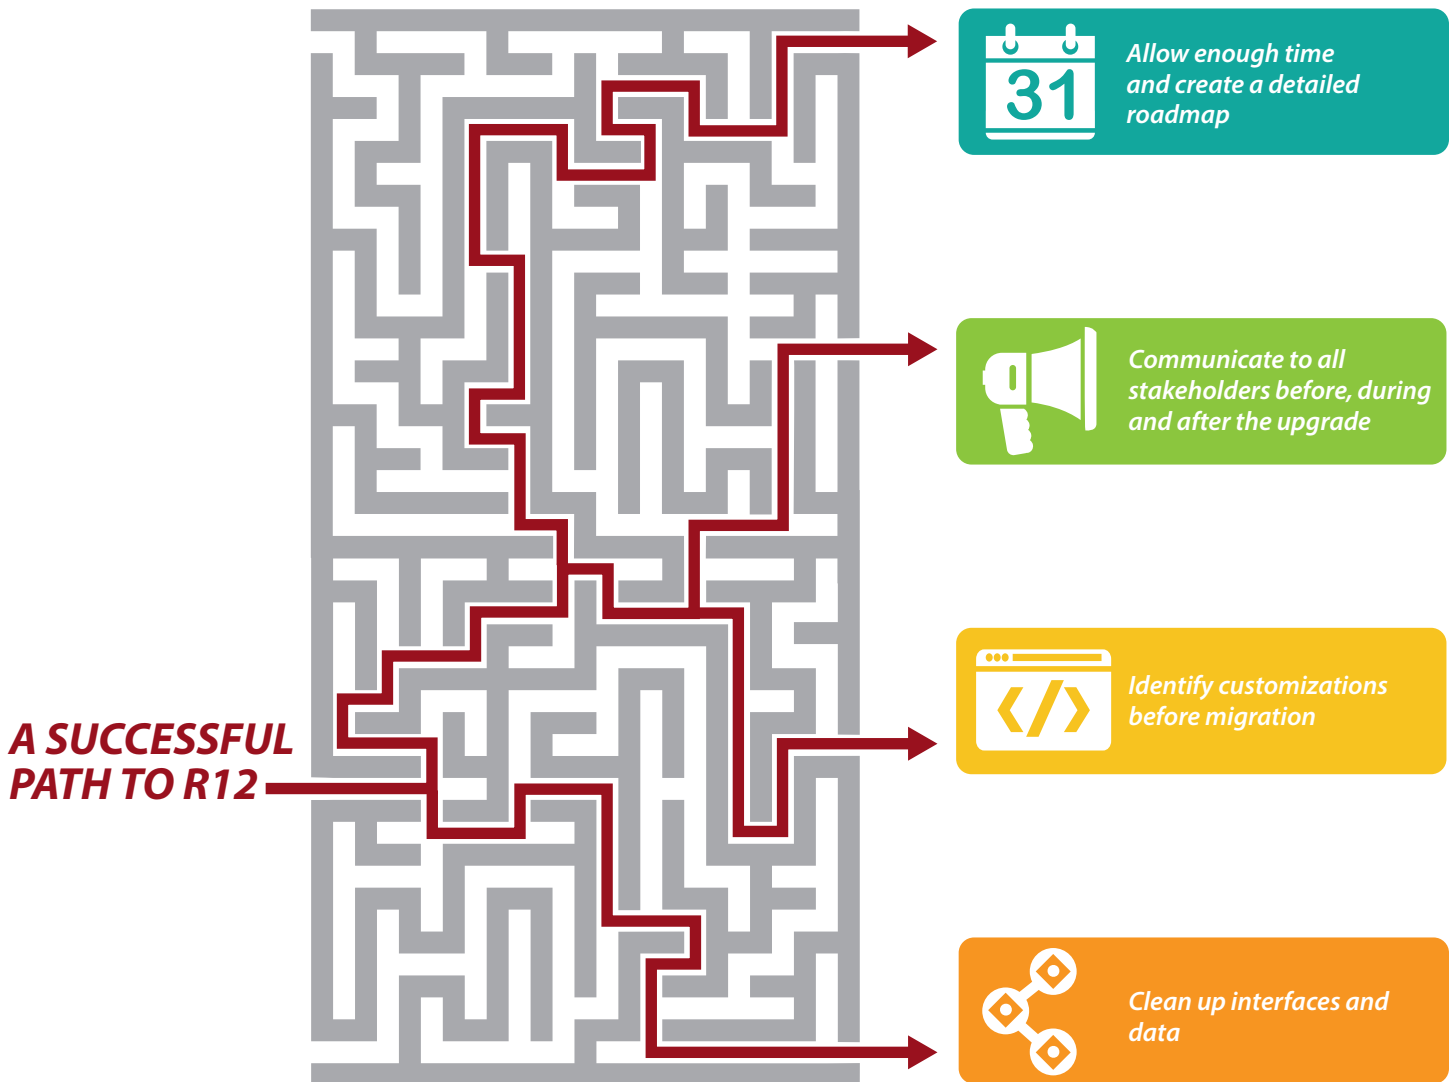 A SUCCESSFUL
PATH TO R12
31
Allow enough time
and create a detailed
roadmap
Communicate to all
stakeholders before, during
and after the upgrade
</>
Identify customizations
before migration
Clean up interfaces and
data